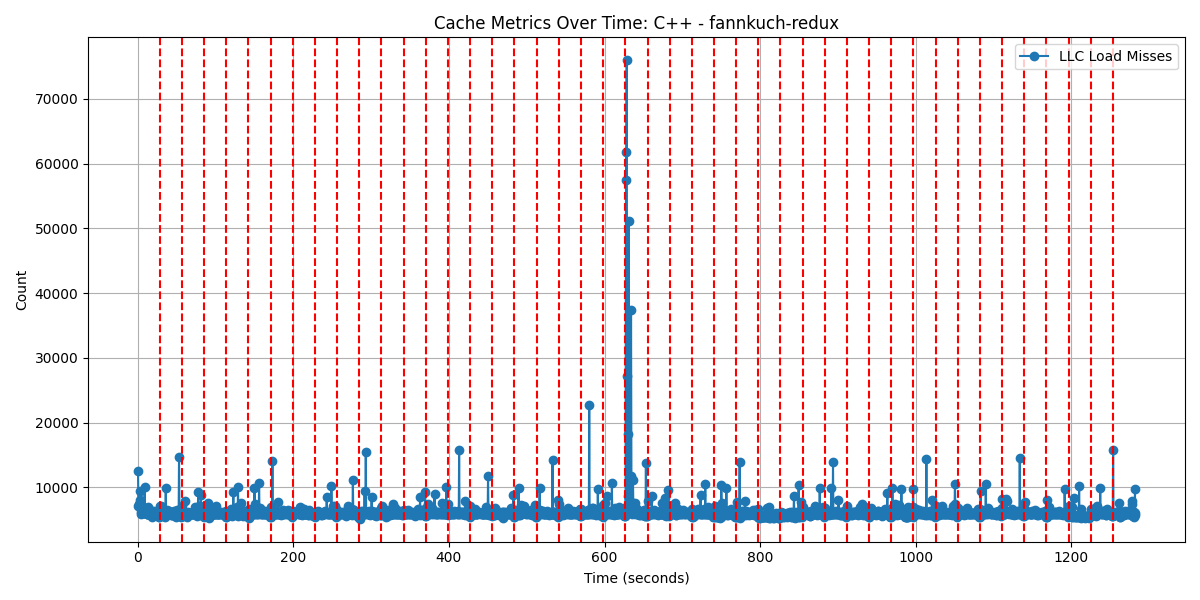 Cache Metrics Over Time: C++ - fannkuch-redux
LLC Load Misses
Count
70000
60000
50000
40000
30000
20000
10000
0 200 400 600 800 1000 1200
Time (seconds)